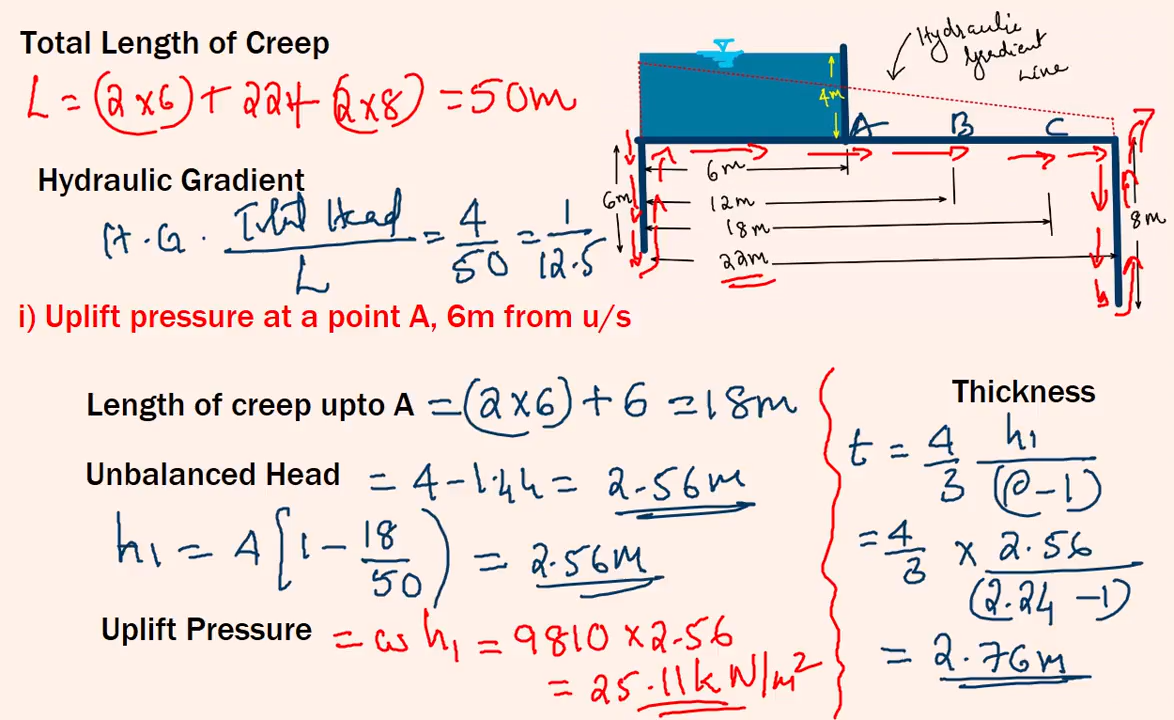 Total Length of Creep
L = (2 x 6) + 22 + (2 x 8) = 50m
Hydraulic Gradient
H.G. Total Head / L = 4/50 = 1/12.5
Hydraulic Gradient Line
4m
A B C
6m
6m
12m
18m
22m
8m
i) Uplift pressure at a point A, 6m from u/s
Length of creep upto A = (2 x 6) + 6 = 18m
Unbalanced Head = 4 - 1.44 = 2.56m
h1 = 4 [1 - 18/50) = 2.56m
Uplift Pressure = ω h1 = 9810 x 2.56
= 25.11 kN/m²
Thickness
t = 4/3 h1/(ρ-1)
= 4/3 x 2.56/(2.24 - 1)
= 2.76m